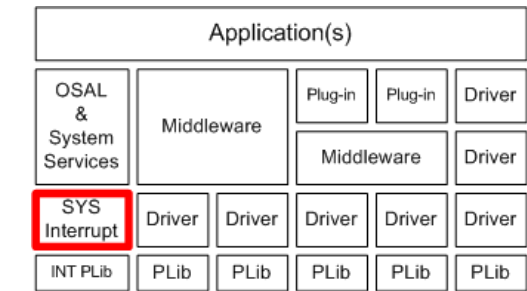 Application(s)
OSAL
&
System
Services
Middleware
Plug-in
Plug-in
Driver
Middleware
Driver
SYS
Interrupt
Driver
Driver
Driver
Driver
Driver
INT PLib
PLib
PLib
PLib
PLib
PLib